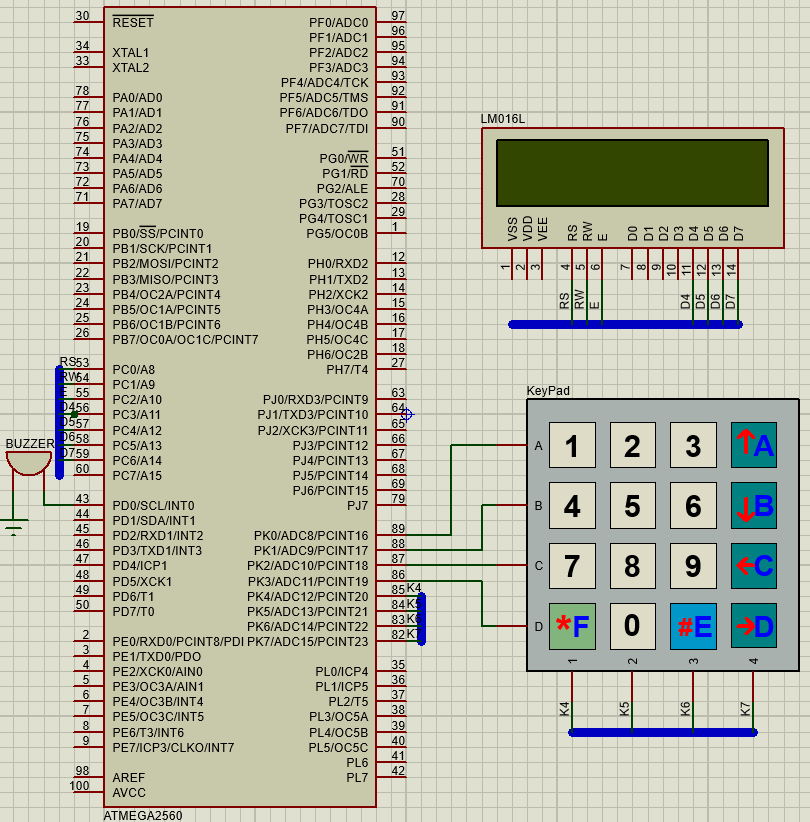 30 RESET
34 XTAL1
33 XTAL2
78 PA0/AD0
77 PA1/AD1
76 PA2/AD2
75 PA3/AD3
74 PA4/AD4
73 PA5/AD5
72 PA6/AD6
71 PA7/AD7
19 PB0/SS/PCINT0
20 PB1/SCK/PCINT1
21 PB2/MOSI/PCINT2
22 PB3/MISO/PCINT3
23 PB4/OC2A/PCINT4
24 PB5/OC1A/PCINT5
25 PB6/OC1B/PCINT6
26 PB7/OC0A/OC1C/PCINT7
RS 53 PC0/A8
RW 54 PC1/A9
E 55 PC2/A10
D4 56 PC3/A11
D5 57 PC4/A12
D6 58 PC5/A13
D7 59 PC6/A14
60 PC7/A15
BUZZER
43 PD0/SCL/INT0
44 PD1/SDA/INT1
45 PD2/RXD1/INT2
46 PD3/TXD1/INT3
47 PD4/ICP1
48 PD5/XCK1
49 PD6/T1
50 PD7/T0
2 PE0/RXD0/PCINT8/PDI
3 PE1/TXD0/PDO
4 PE2/XCK0/AIN0
5 PE3/OC3A/AIN1
6 PE4/OC3B/INT4
7 PE5/OC3C/INT5
8 PE6/T3/INT6
9 PE7/ICP3/CLKO/INT7
98 AREF
100 AVCC
ATMEGA2560
PF0/ADC0 97
PF1/ADC1 96
PF2/ADC2 95
PF3/ADC3 94
PF4/ADC4/TCK 93
PF5/ADC5/TMS 92
PF6/ADC6/TDO 91
PF7/ADC7/TDI 90
PG0/WR 51
PG1/RD 52
PG2/ALE 70
PG3/TOSC2 28
PG4/TOSC1 29
PG5/OC0B 1
PH0/RXD2 12
PH1/TXD2 13
PH2/XCK2 14
PH3/OC4A 15
PH4/OC4B 16
PH5/OC4C 17
PH6/OC2B 18
PH7/T4 27
PJ0/RXD3/PCINT9 63
PJ1/TXD3/PCINT10 64
PJ2/XCK3/PCINT11 65
PJ3/PCINT12 66
PJ4/PCINT13 67
PJ5/PCINT14 68
PJ6/PCINT15 69
PJ7 79
PK0/ADC8/PCINT16 89
PK1/ADC9/PCINT17 88
PK2/ADC10/PCINT18 87
PK3/ADC11/PCINT19 86
PK4/ADC12/PCINT20 85 K4
PK5/ADC13/PCINT21 84 K5
PK6/ADC14/PCINT22 83 K6
PK7/ADC15/PCINT23 82 K7
PL0/ICP4 35
PL1/ICP5 36
PL2/T5 37
PL3/OC5A 38
PL4/OC5B 39
PL5/OC5C 40
PL6 41
PL7 42
LM016L
VSS VDD VEE RS RW E D0 D1 D2 D3 D4 D5 D6 D7
1 2 3 4 5 6 7 8 9 10 11 12 13 14
RS RW E D4 D5 D6 D7
KeyPad
A 1 2 3 ↑A
B 4 5 6 ↓B
C 7 8 9 ←C
D *F 0 #E →D
1 2 3 4
K4 K5 K6 K7